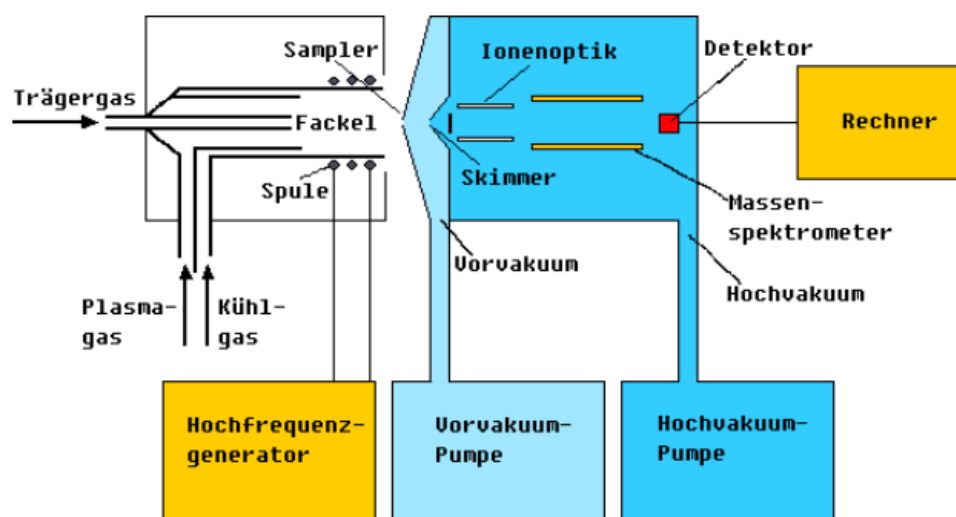 Sampler
Ionenoptik
Detektor
Trägergas
Fackel
Rechner
Spule
Skimmer
Massen-
spektrometer
Vorvakuum
Hochvakuum
Plasma-
gas
Kühl-
gas
Hochfrequenz-
generator
Vorvakuum-
Pumpe
Hochvakuum-
Pumpe